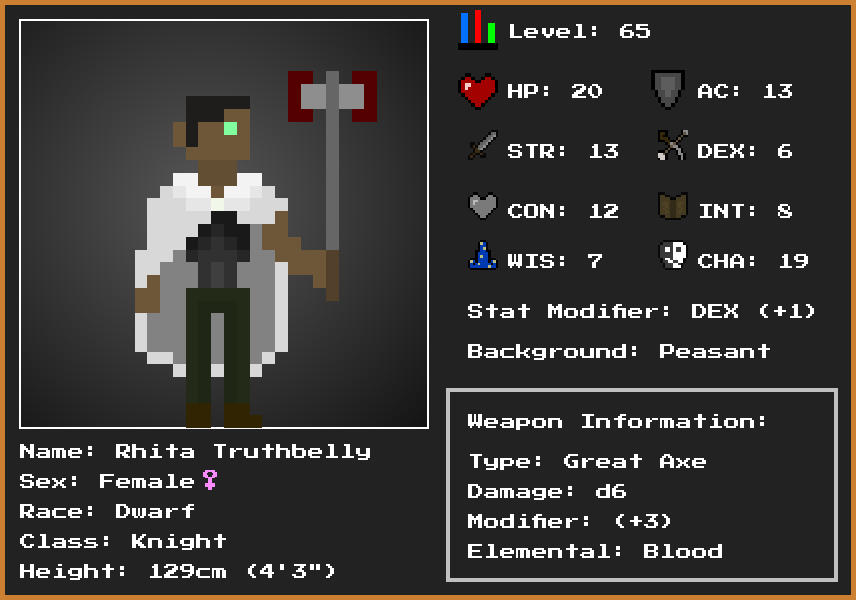 Level: 65
HP: 20 AC: 13
STR: 13 DEX: 6
CON: 12 INT: 8
WIS: 7 CHA: 19
Stat Modifier: DEX (+1)
Background: Peasant
Weapon Information:
Type: Great Axe
Damage: d6
Modifier: (+3)
Elemental: Blood
Name: Rhita Truthbelly
Sex: Female♀
Race: Dwarf
Class: Knight
Height: 129cm (4'3")